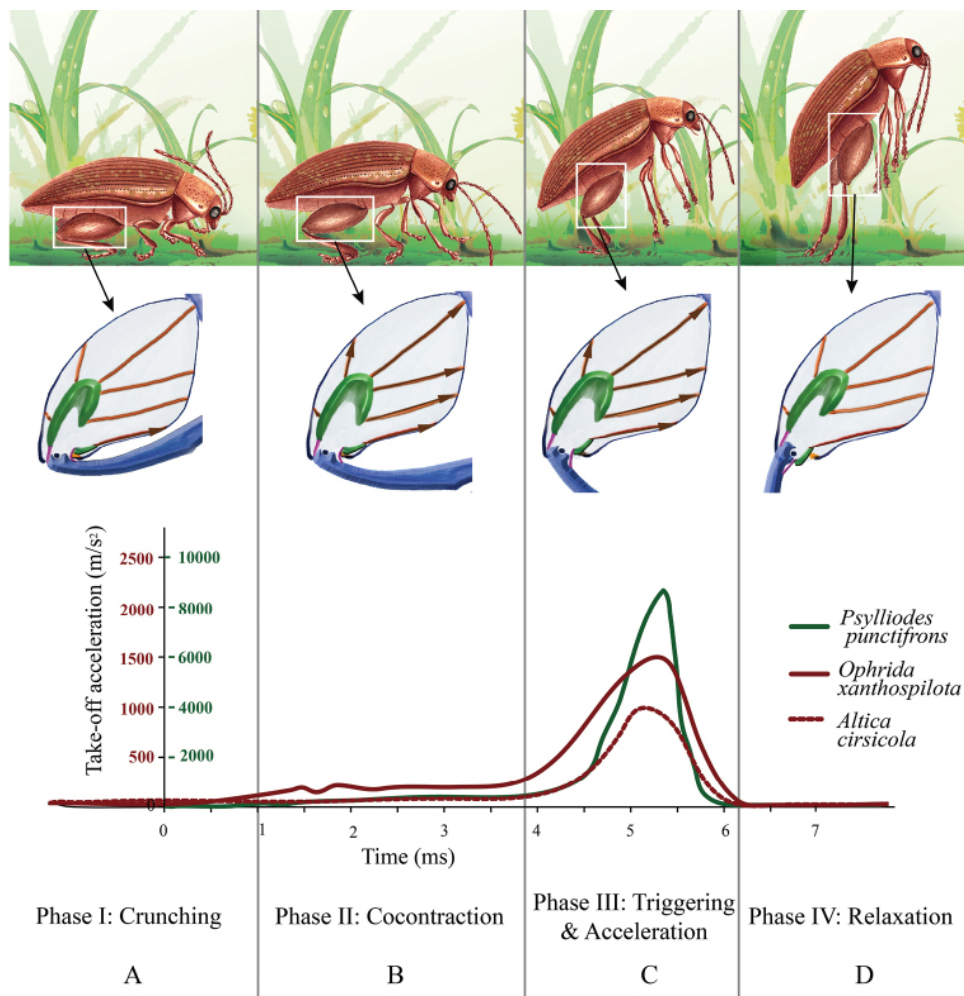 Take-off acceleration (m/s²)
2500
10000
2000
8000
1500
6000
1000
4000
500
2000
0
0
1
2
3
4
5
6
7
Time (ms)
Psylliodes
punctifrons
Ophrida
xanthospilota
Altica
cirsicola
Phase I: Crunching
Phase II: Cocontraction
Phase III: Triggering
& Acceleration
Phase IV: Relaxation
A
B
C
D